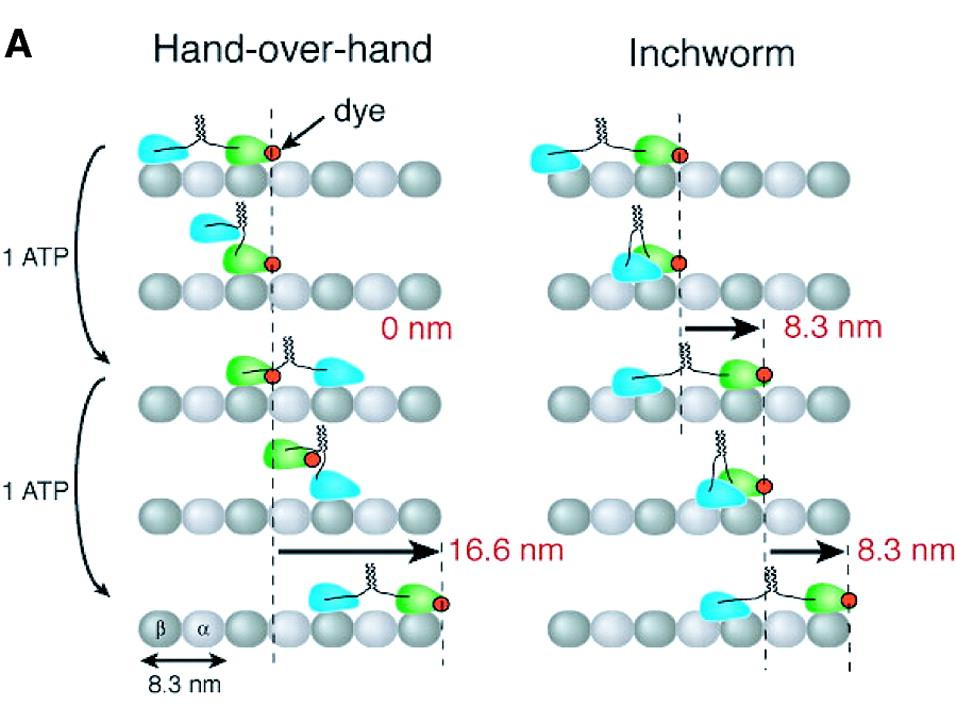 A
Hand-over-hand
Inchworm
dye
1 ATP
0 nm
8.3 nm
1 ATP
16.6 nm
8.3 nm
β α
8.3 nm